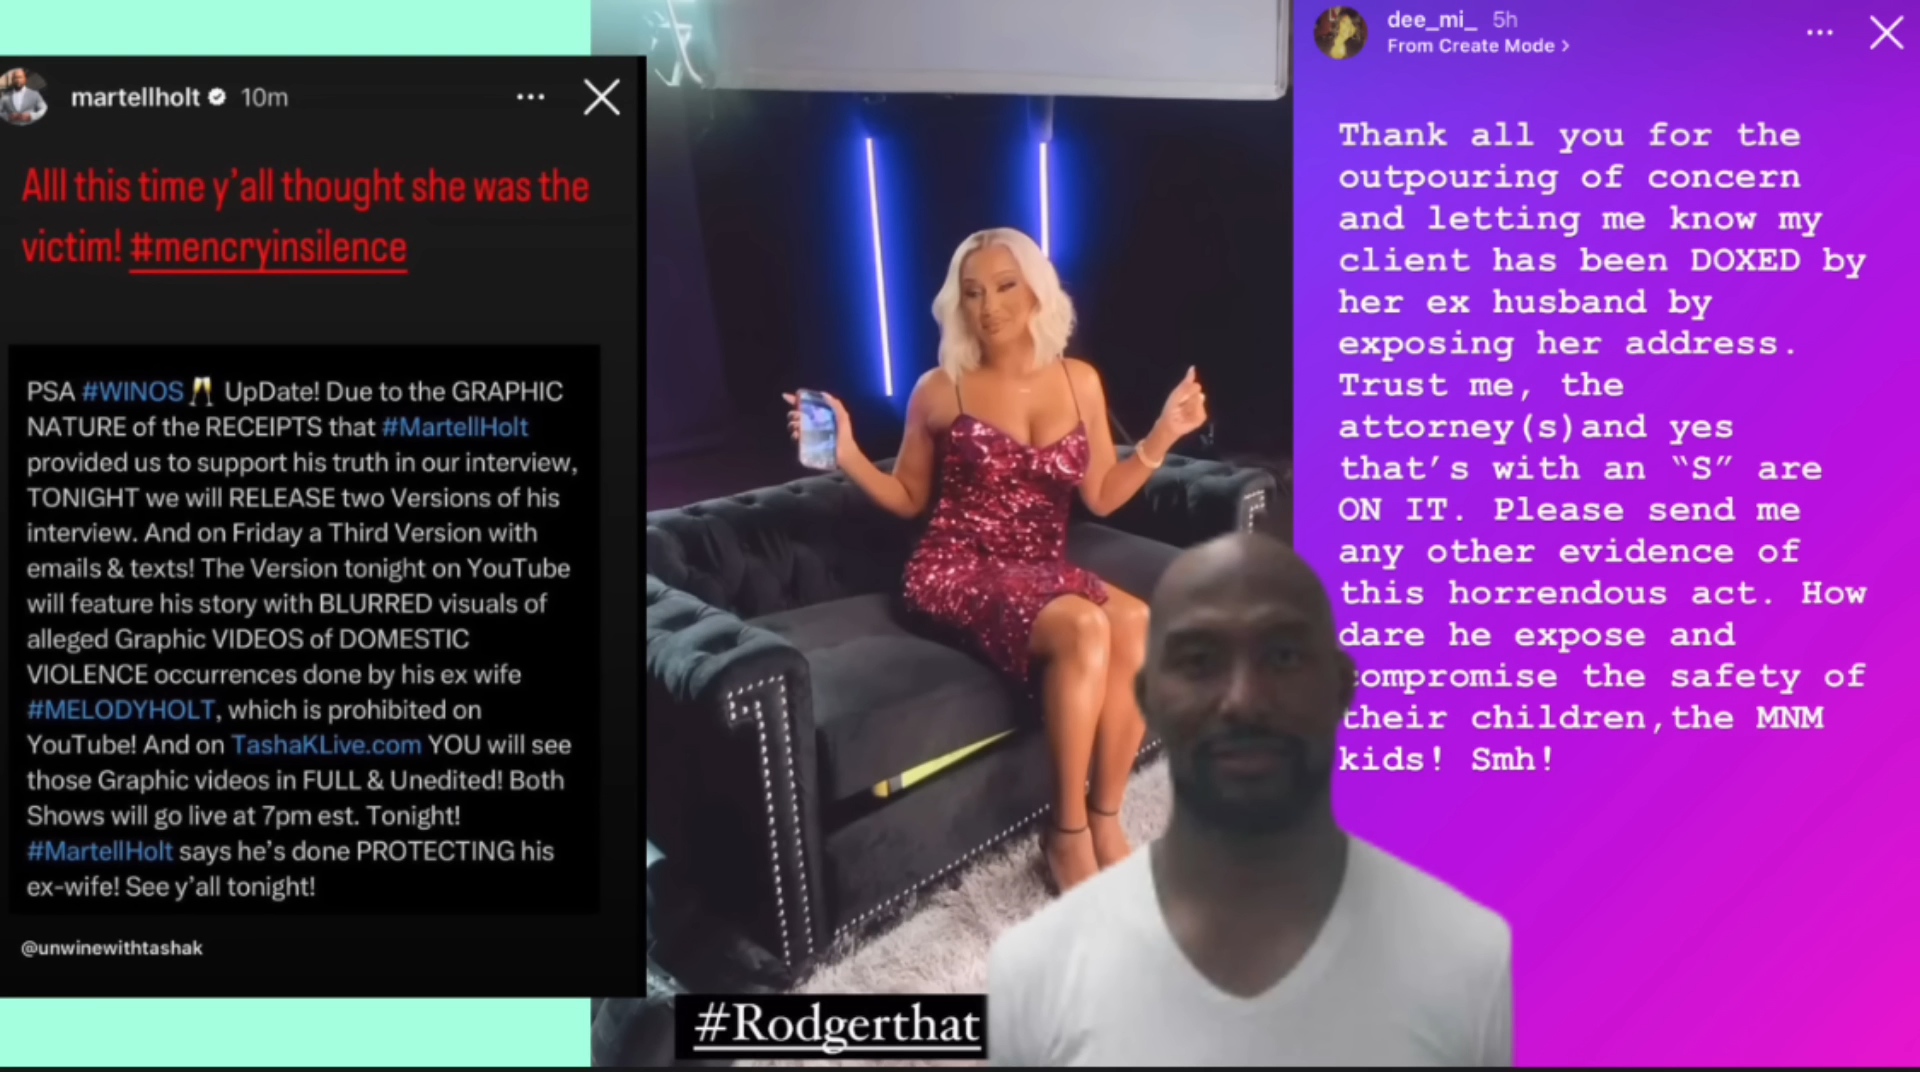 martellholt 10m
Alll this time y'all thought she was the
victim! #mencryinsilence
PSA #WINOS🥂 UpDate! Due to the GRAPHIC
NATURE of the RECEIPTS that #MartellHolt
provided us to support his truth in our interview,
TONIGHT we will RELEASE two Versions of his
interview. And on Friday a Third Version with
emails & texts! The Version tonight on YouTube
will feature his story with BLURRED visuals of
alleged Graphic VIDEOS of DOMESTIC
VIOLENCE occurrences done by his ex wife
#MELODYHOLT, which is prohibited on
YouTube! And on TashaKLive.com YOU will see
those Graphic videos in FULL & Unedited! Both
Shows will go live at 7pm est. Tonight!
#MartellHolt says he's done PROTECTING his
ex-wife! See y'all tonight!
@unwinewithtashak
#Rodgerthat
dee_mi_ 5h
From Create Mode >
Thank all you for the
outpouring of concern
and letting me know my
client has been DOXED by
her ex husband by
exposing her address.
Trust me, the
attorney(s)and yes
that's with an "S" are
ON IT. Please send me
any other evidence of
this horrendous act. How
dare he expose and
compromise the safety of
their children,the MNM
kids! Smh!